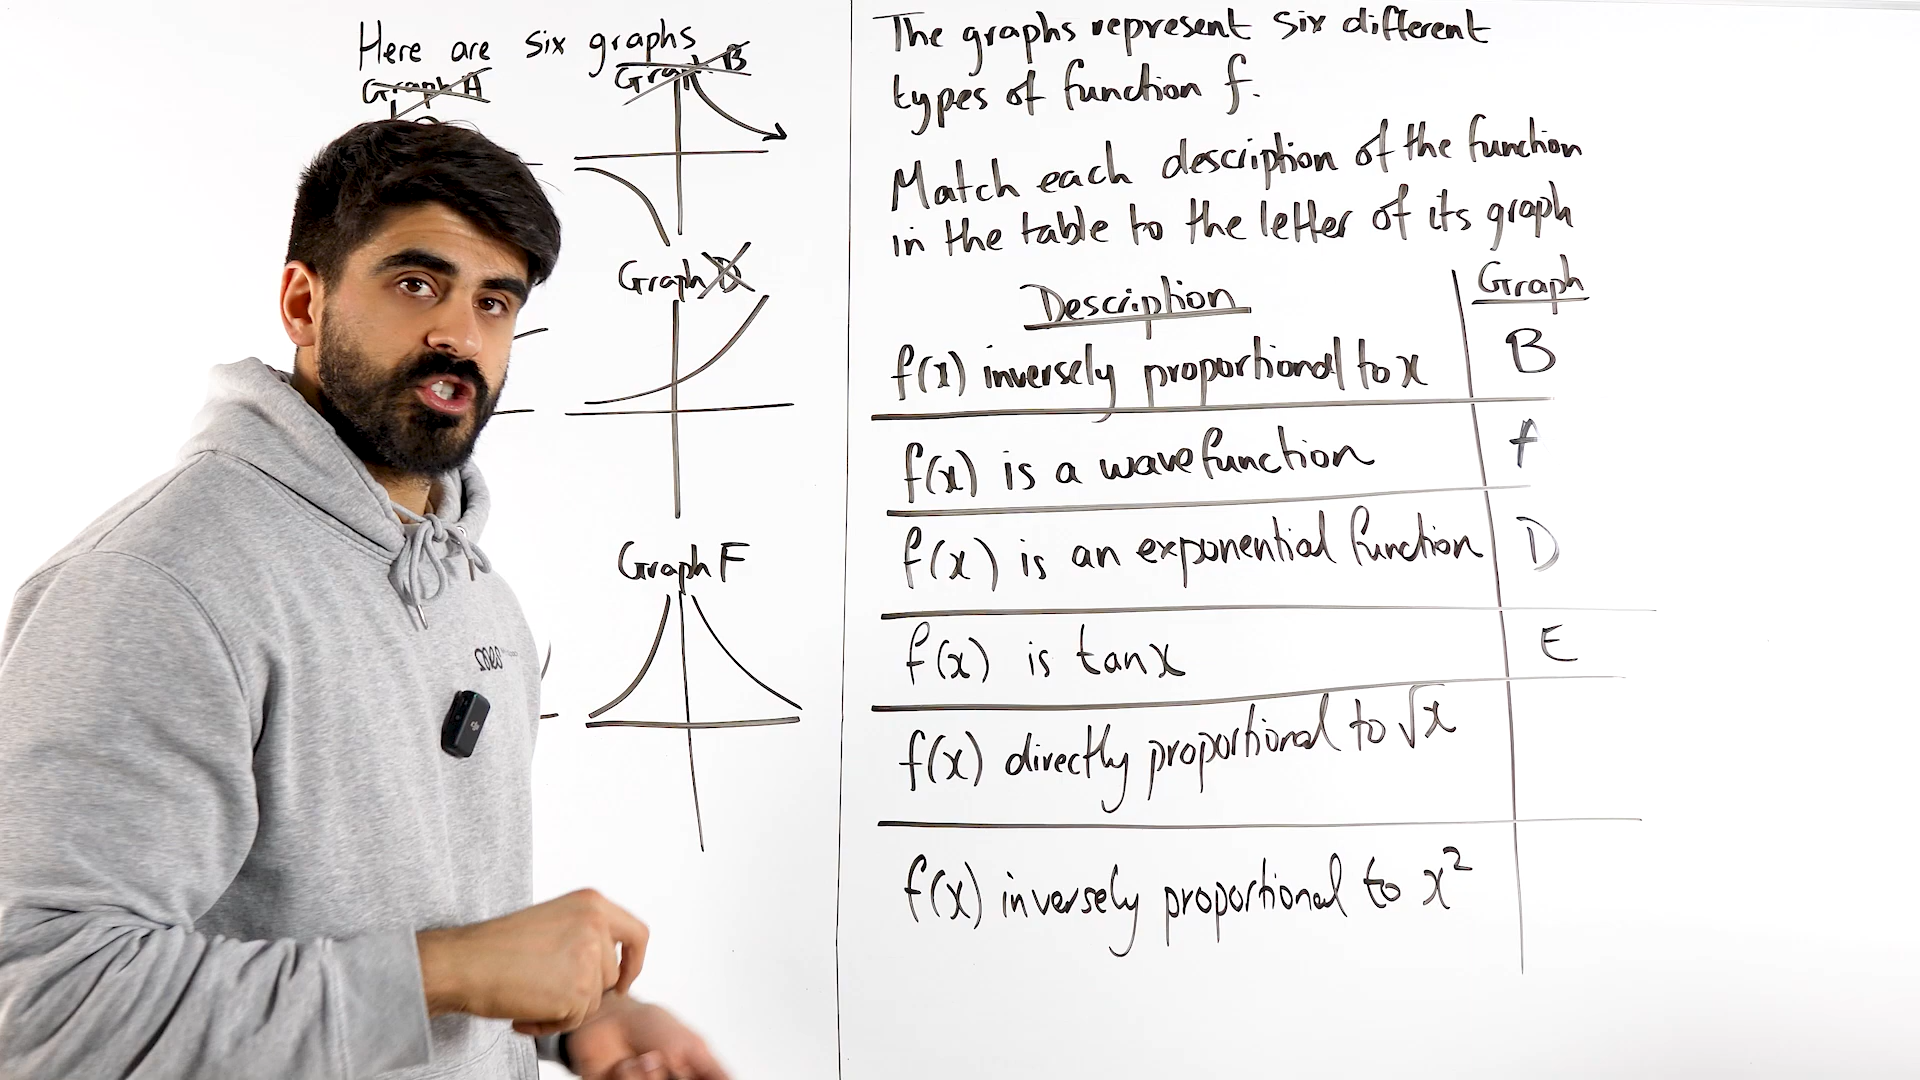 Here are six graphs
Graph A
Graph B
Graph D
Graph F
The graphs represent six different
types of function f.
Match each description of the function
in the table to the letter of its graph
Description
Graph
f(x) inversely proportional to x
B
f(x) is a wave function
f(x) is an exponential function
D
f(x) is tanx
E
f(x) directly proportional to √x
f(x) inversely proportional to x²